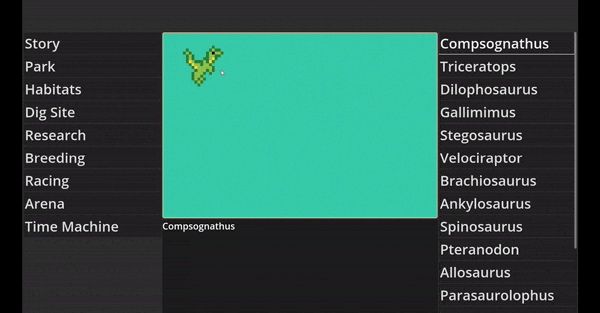 Story
Park
Habitats
Dig Site
Research
Breeding
Racing
Arena
Time Machine
Compsognathus
Compsognathus
Triceratops
Dilophosaurus
Gallimimus
Stegosaurus
Velociraptor
Brachiosaurus
Ankylosaurus
Spinosaurus
Pteranodon
Allosaurus
Parasaurolophus